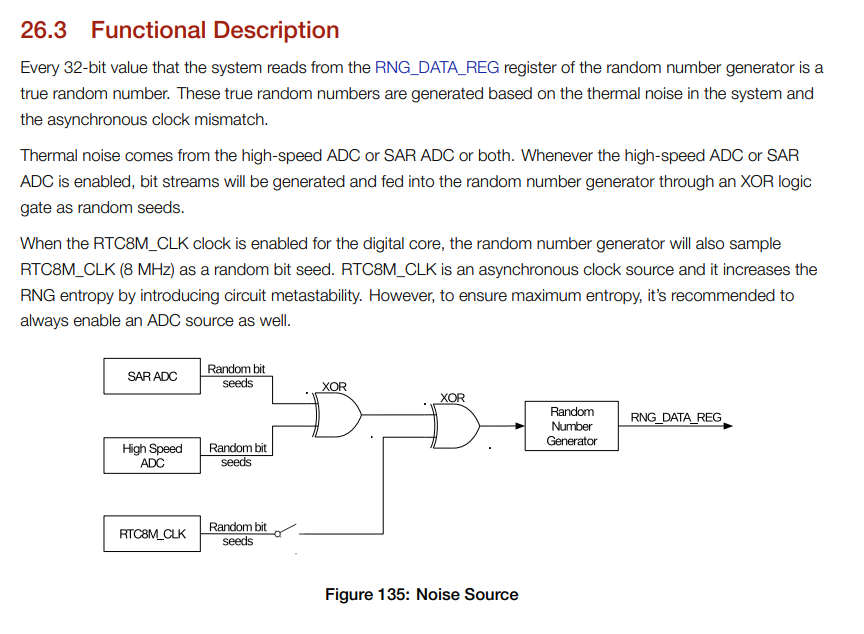 26.3 Functional Description
Every 32-bit value that the system reads from the RNG_DATA_REG register of the random number generator is a
true random number. These true random numbers are generated based on the thermal noise in the system and
the asynchronous clock mismatch.
Thermal noise comes from the high-speed ADC or SAR ADC or both. Whenever the high-speed ADC or SAR
ADC is enabled, bit streams will be generated and fed into the random number generator through an XOR logic
gate as random seeds.
When the RTC8M_CLK clock is enabled for the digital core, the random number generator will also sample
RTC8M_CLK (8 MHz) as a random bit seed. RTC8M_CLK is an asynchronous clock source and it increases the
RNG entropy by introducing circuit metastability. However, to ensure maximum entropy, it's recommended to
always enable an ADC source as well.
SAR ADC
Random bit
seeds
XOR
XOR
Random
Number
Generator
RNG_DATA_REG
High Speed
ADC
Random bit
seeds
RTC8M_CLK
Random bit
seeds
Figure 135: Noise Source